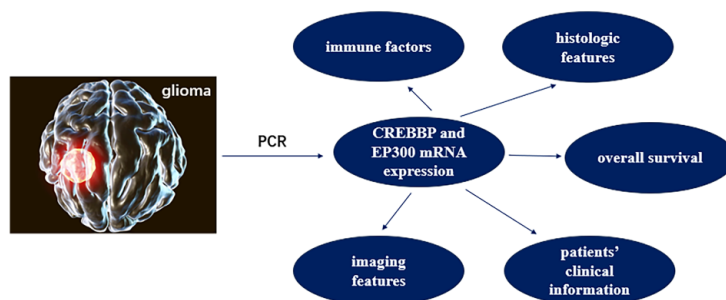 immune factors
histologic
features
glioma
PCR
CREBBP and
EP300 mRNA
expression
overall survival
imaging
features
patients'
clinical
information